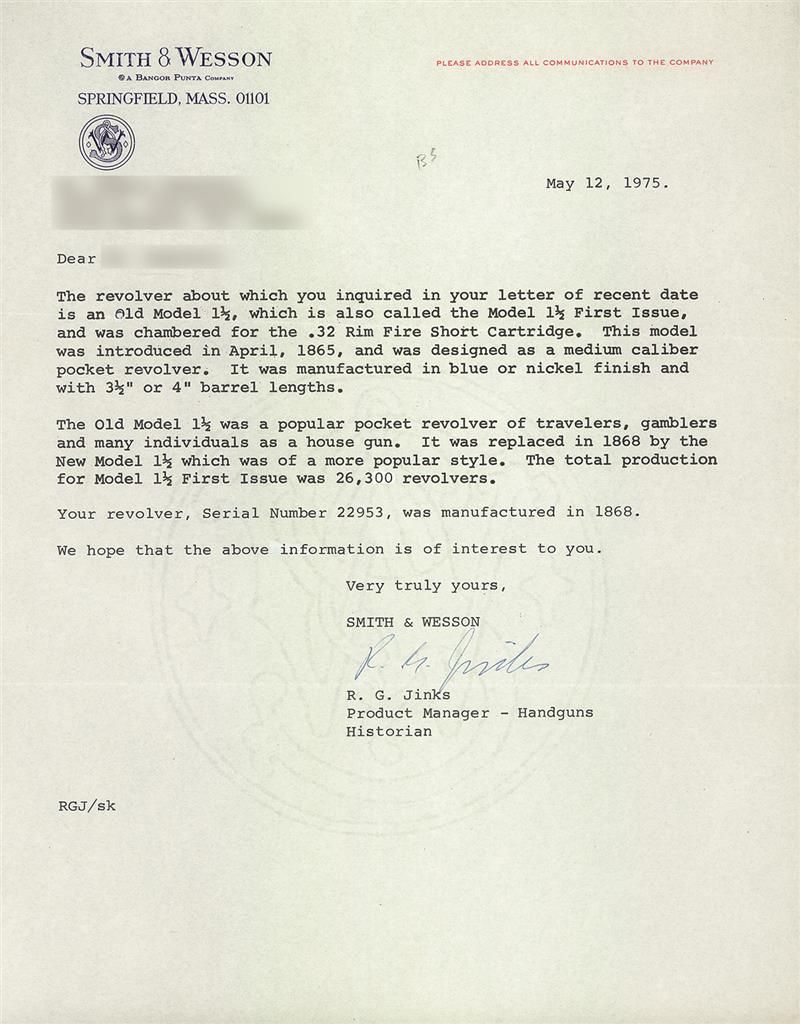 SMITH & WESSON
PLEASE ADDRESS ALL COMMUNICATIONS TO THE COMPANY
A BANGOR PUNTA COMPANY
SPRINGFIELD, MASS. 01101
May 12, 1975.
Dear
The revolver about which you inquired in your letter of recent date
is an Old Model 1½, which is also called the Model 1½ First Issue,
and was chambered for the .32 Rim Fire Short Cartridge. This model
was introduced in April, 1865, and was designed as a medium caliber
pocket revolver. It was manufactured in blue or nickel finish and
with 3½" or 4" barrel lengths.
The Old Model 1½ was a popular pocket revolver of travelers, gamblers
and many individuals as a house gun. It was replaced in 1868 by the
New Model 1½ which was of a more popular style. The total production
for Model 1½ First Issue was 26,300 revolvers.
Your revolver, Serial Number 22953, was manufactured in 1868.
We hope that the above information is of interest to you.
Very truly yours,
SMITH & WESSON
R. G. Jinks
R. G. Jinks
Product Manager - Handguns
Historian
RGJ/sk